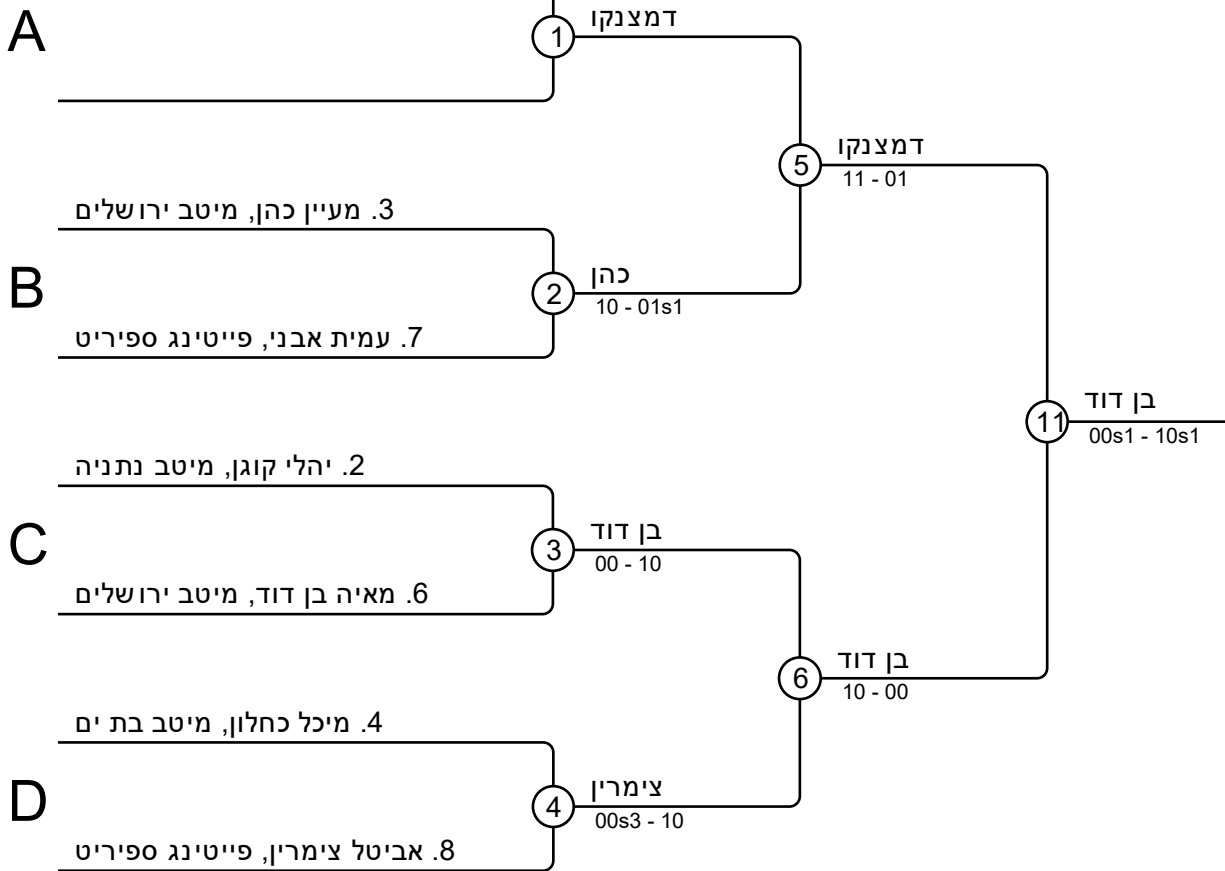 A
1
דמצנקו
5
דמצנקו
11 - 01
3. מעיין כהן, מיטב ירושלים
B
2
כהן
10 - 01s1
7. עמית אבני, פייטינג ספיריט
11
בן דוד
00s1 - 10s1
2. יהלי קוגן, מיטב נתניה
C
3
בן דוד
00 - 10
6. מאיה בן דוד, מיטב ירושלים
6
בן דוד
10 - 00
4. מיכל כחלון, מיטב בת ים
D
4
צימרין
00s3 - 10
8. אביטל צימרין, פייטינג ספיריט